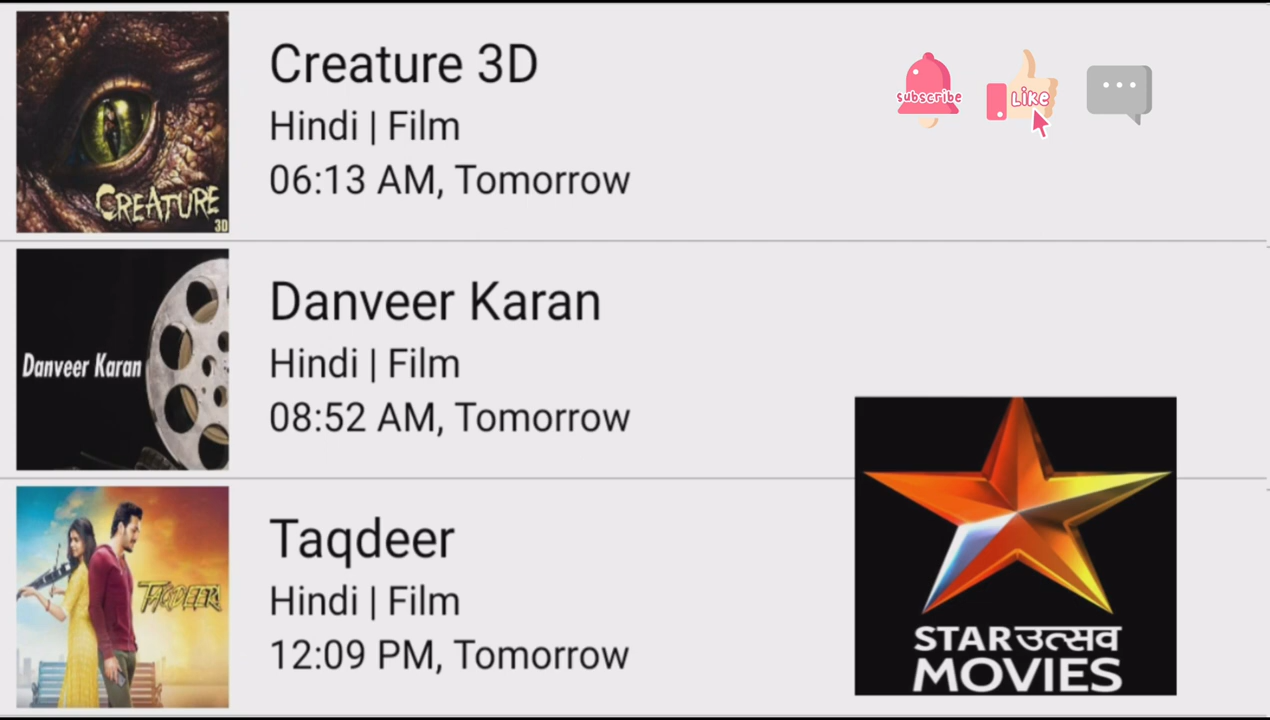 CREATURE
3D
Creature 3D
Hindi | Film
06:13 AM, Tomorrow
subscribe
Like
Danveer Karan
Danveer Karan
Hindi | Film
08:52 AM, Tomorrow
TAQDEER
Taqdeer
Hindi | Film
12:09 PM, Tomorrow
STAR उत्सव
MOVIES